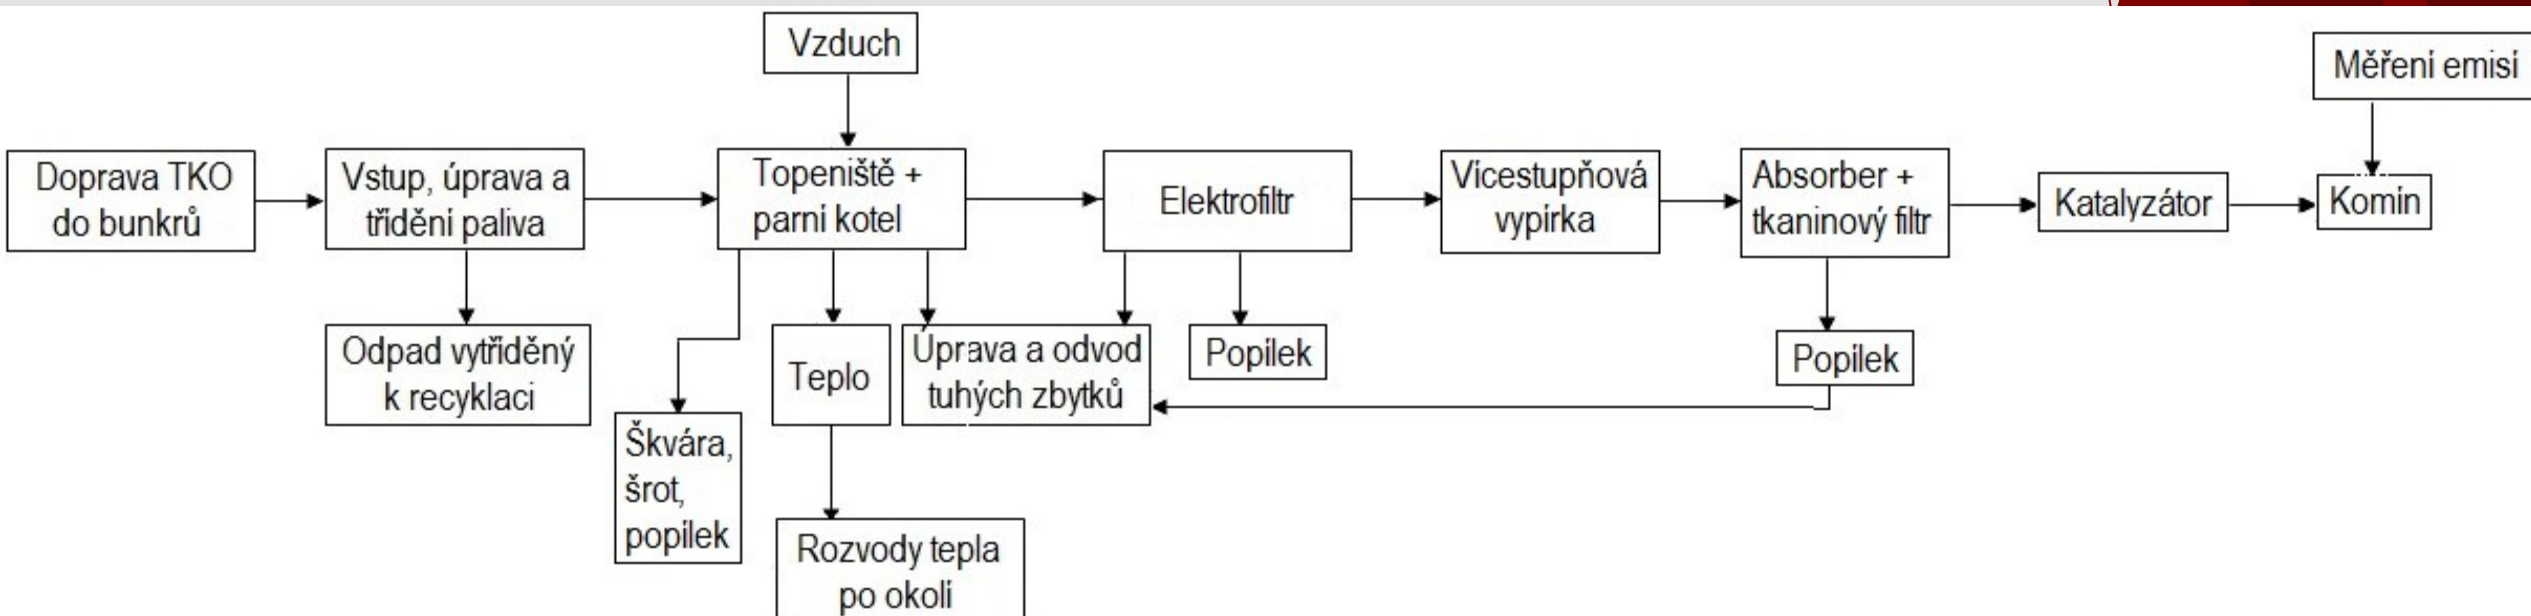 Vzduch
Měření emisí
Doprava TKO
do bunkrů
Vstup, úprava a
třídění paliva
Topeniště +
parní kotel
Elektrofiltr
Vícestupňová
vypírka
Absorber +
tkaninový filtr
Katalyzátor
Komín
Odpad vytříděný
k recyklaci
Teplo
Úprava a odvod
tuhých zbytků
Popílek
Popílek
Škvára,
šrot,
popílek
Rozvody tepla
po okolí